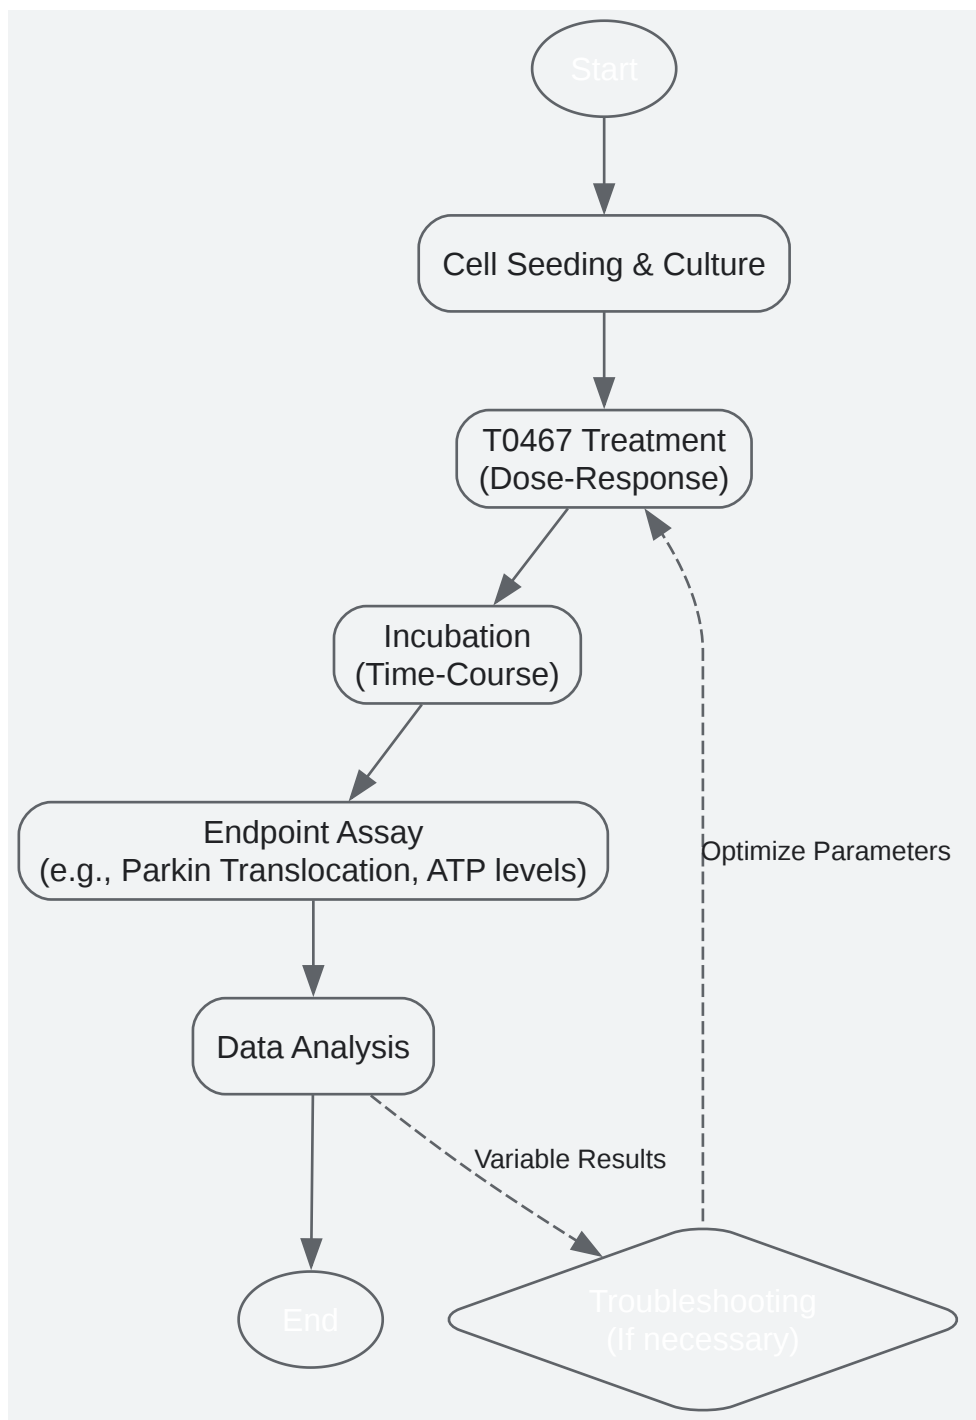 Start
Cell Seeding & Culture
T0467 Treatment
(Dose-Response)
Incubation
(Time-Course)
Endpoint Assay
(e.g., Parkin Translocation, ATP levels)
Optimize Parameters
Data Analysis
Variable Results
Troubleshooting
(If necessary)
End